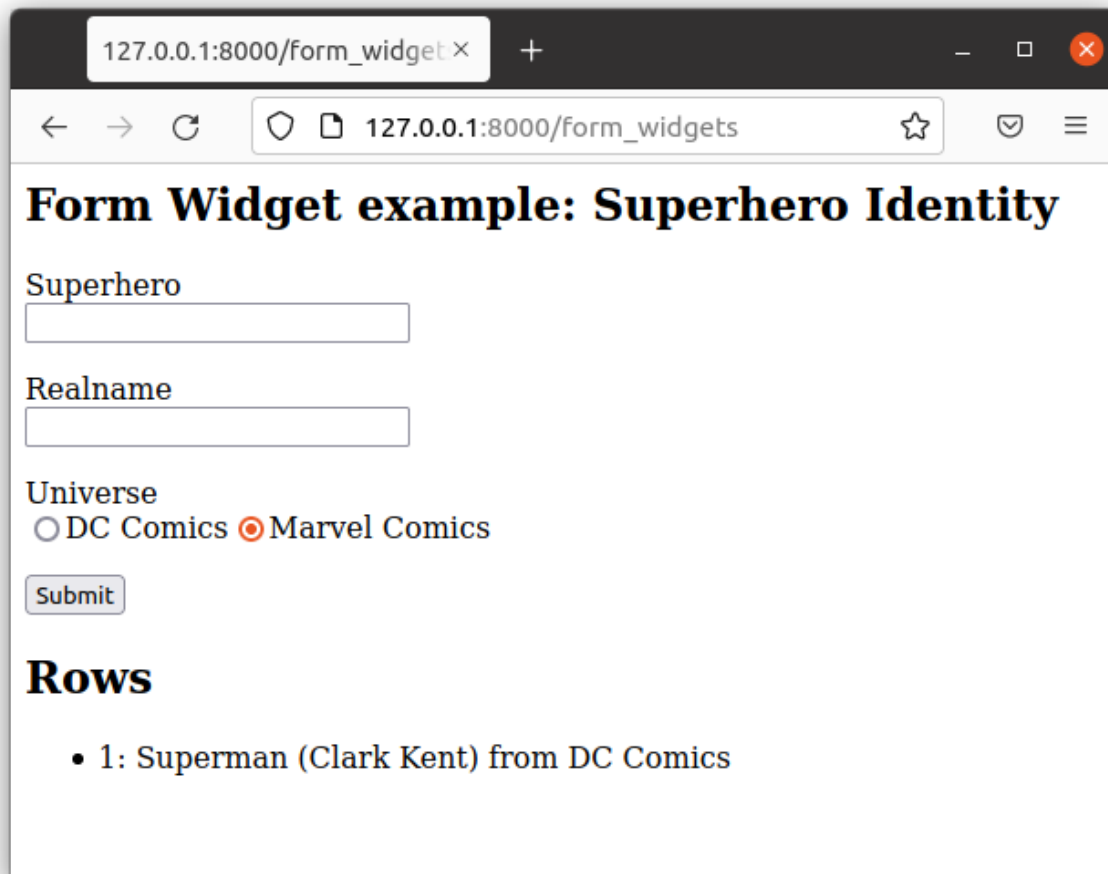 127.0.0.1:8000/form_widget
127.0.0.1:8000/form_widgets
Form Widget example: Superhero Identity
Superhero
Realname
Universe
DC Comics Marvel Comics
Submit
Rows
• 1: Superman (Clark Kent) from DC Comics